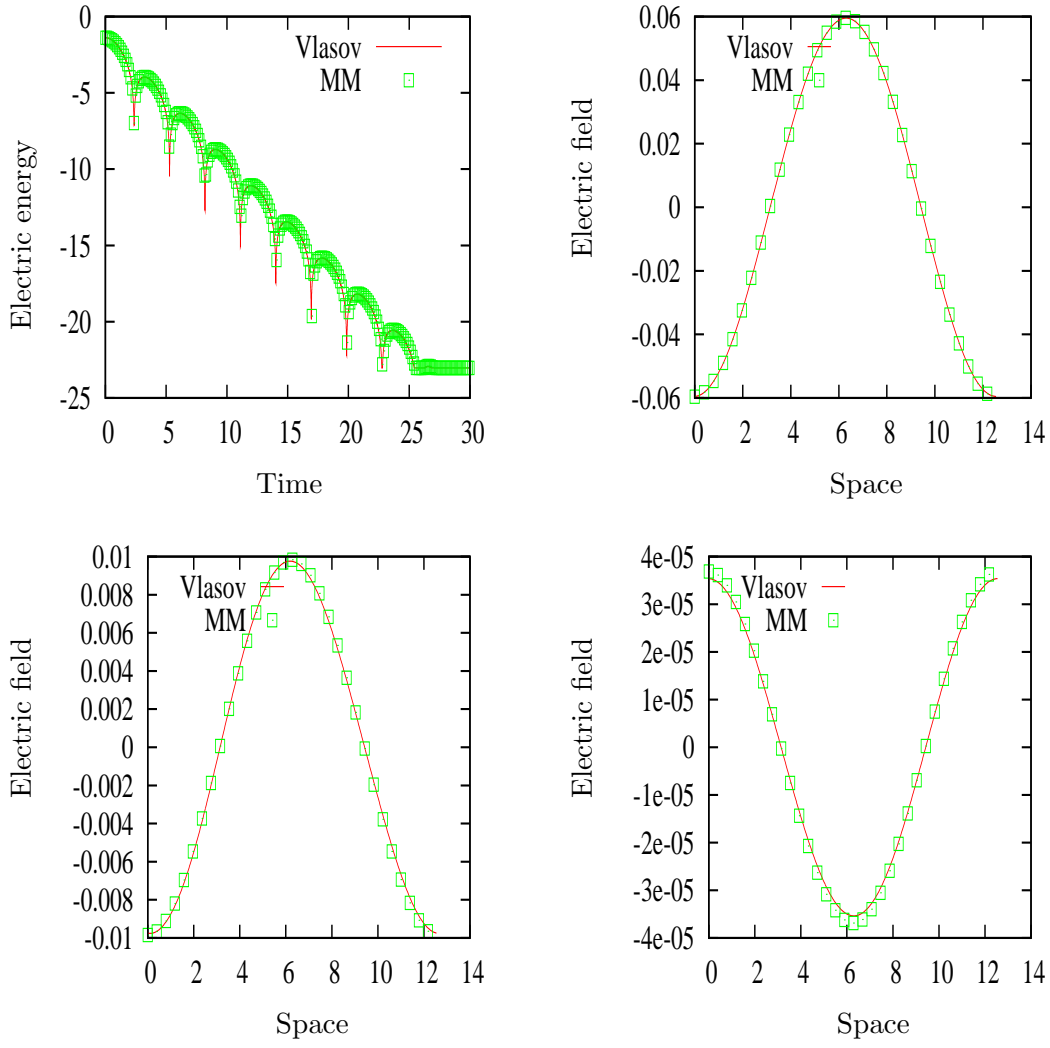 0
-5
-10
-15
-20
-25
0 5 10 15 20 25 30
Electric energy
Time
Vlasov
MM
0.06
0.04
0.02
0
-0.02
-0.04
-0.06
0 2 4 6 8 10 12 14
Electric field
Space
Vlasov
MM
0.01
0.008
0.006
0.004
0.002
0
-0.002
-0.004
-0.006
-0.008
-0.01
0 2 4 6 8 10 12 14
Electric field
Space
Vlasov
MM
4e-05
3e-05
2e-05
1e-05
0
-1e-05
-2e-05
-3e-05
-4e-05
0 2 4 6 8 10 12 14
Electric field
Space
Vlasov
MM